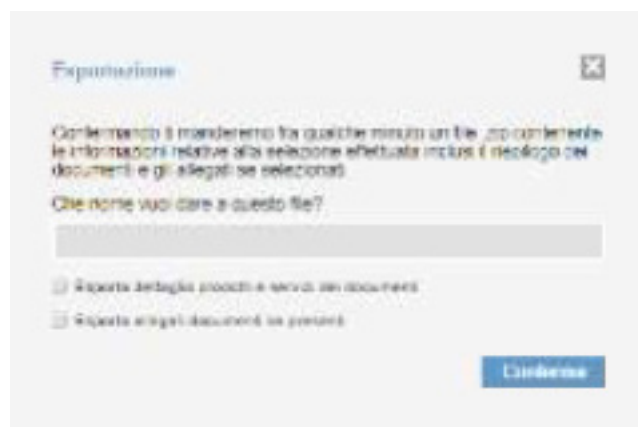 Esportazione
Confermando ti manderemo fra qualche minuto un file .zip contenente
le informazioni relative alla selezione effettuata inclusi il riepilogo dei
documenti e gli allegati se selezionati
Che nome vuoi dare a questo file?
Esporta dettaglio prodotti e servizi dei documenti
Esporta allegati documenti se presenti
Conferma